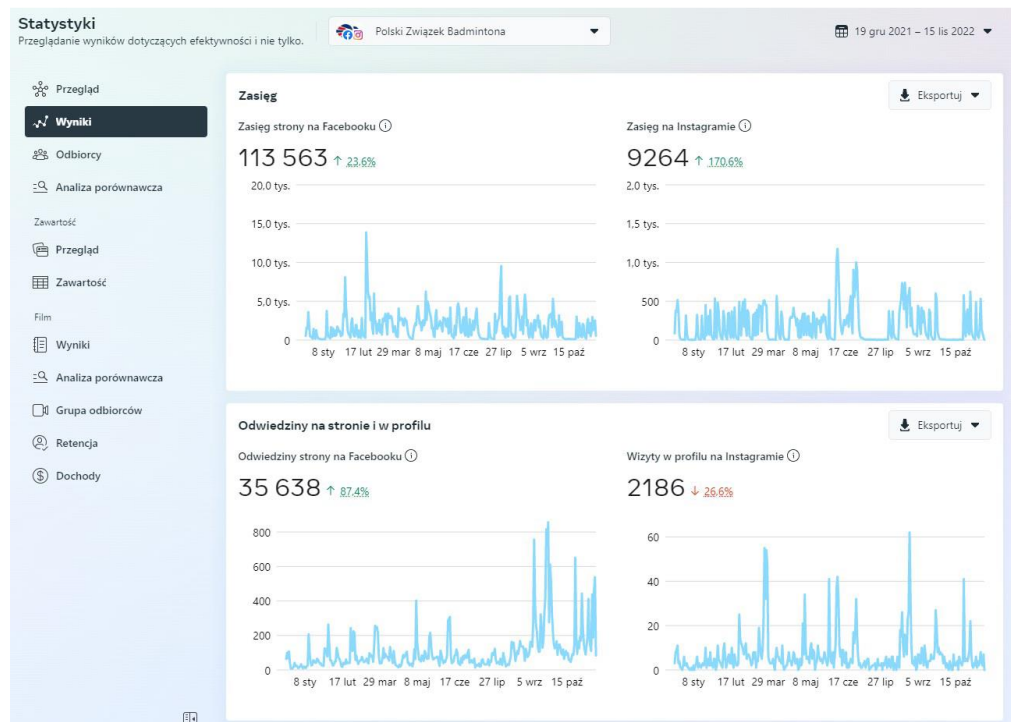 Statystyki
Przeglądanie wyników dotyczących efektywności i nie tylko.
Polski Związek Badmintona
19 gru 2021 – 15 lis 2022
Przegląd
Wyniki
Odbiorcy
Analiza porównawcza
Zawartość
Przegląd
Zawartość
Film
Wyniki
Analiza porównawcza
Grupa odbiorców
Retencja
Dochody
Zasięg
Eksportuj
Zasięg strony na Facebooku
113 563 ↑ 23,6%
20.0 tys.
15.0 tys.
10.0 tys.
5.0 tys.
0
8 sty 17 lut 29 mar 8 maj 17 cze 27 lip 5 wrz 15 paź
Zasięg na Instagramie
9264 ↑ 170,6%
2.0 tys.
1,5 tys.
1,0 tys.
500
0
8 sty 17 lut 29 mar 8 maj 17 cze 27 lip 5 wrz 15 paź
Odwiedziny na stronie i w profilu
Eksportuj
Odwiedziny strony na Facebooku
35 638 ↑ 87,4%
800
600
400
200
0
8 sty 17 lut 29 mar 8 maj 17 cze 27 lip 5 wrz 15 paź
Wizyty w profilu na Instagramie
2186 ↓ 26,6%
60
40
20
0
8 sty 17 lut 29 mar 8 maj 17 cze 27 lip 5 wrz 15 paź